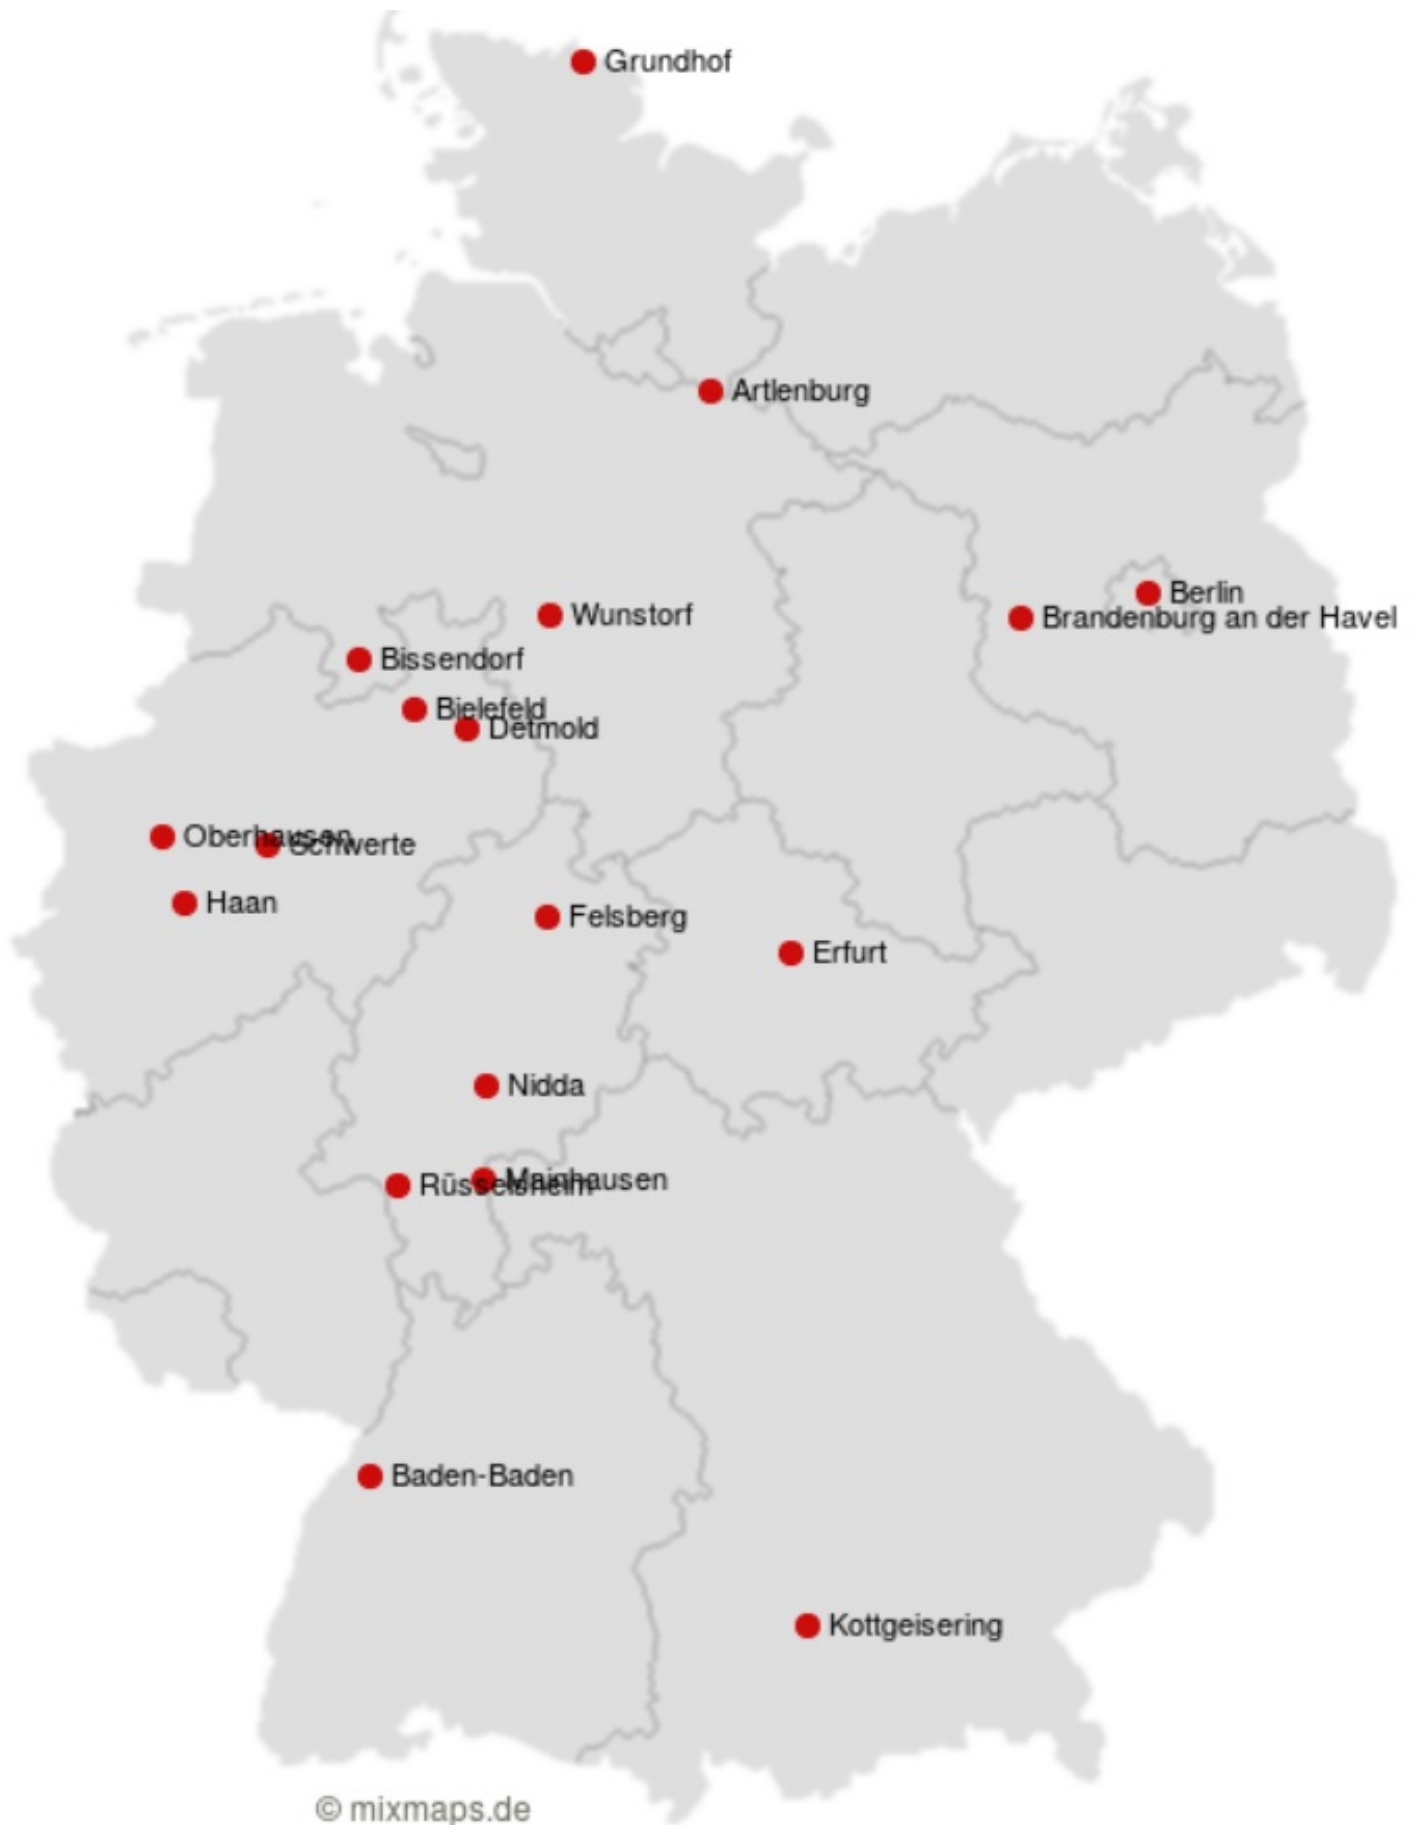 Grundhof
Artlenburg
Berlin
Wunstorf
Brandenburg an der Havel
Bissendorf
Bielefeld
Detmold
Oberhausen
Schwerte
Haan
Felsberg
Erfurt
Nidda
Mainhausen
Rüsselsheim
Baden-Baden
Kottgeisering
© mixmaps.de